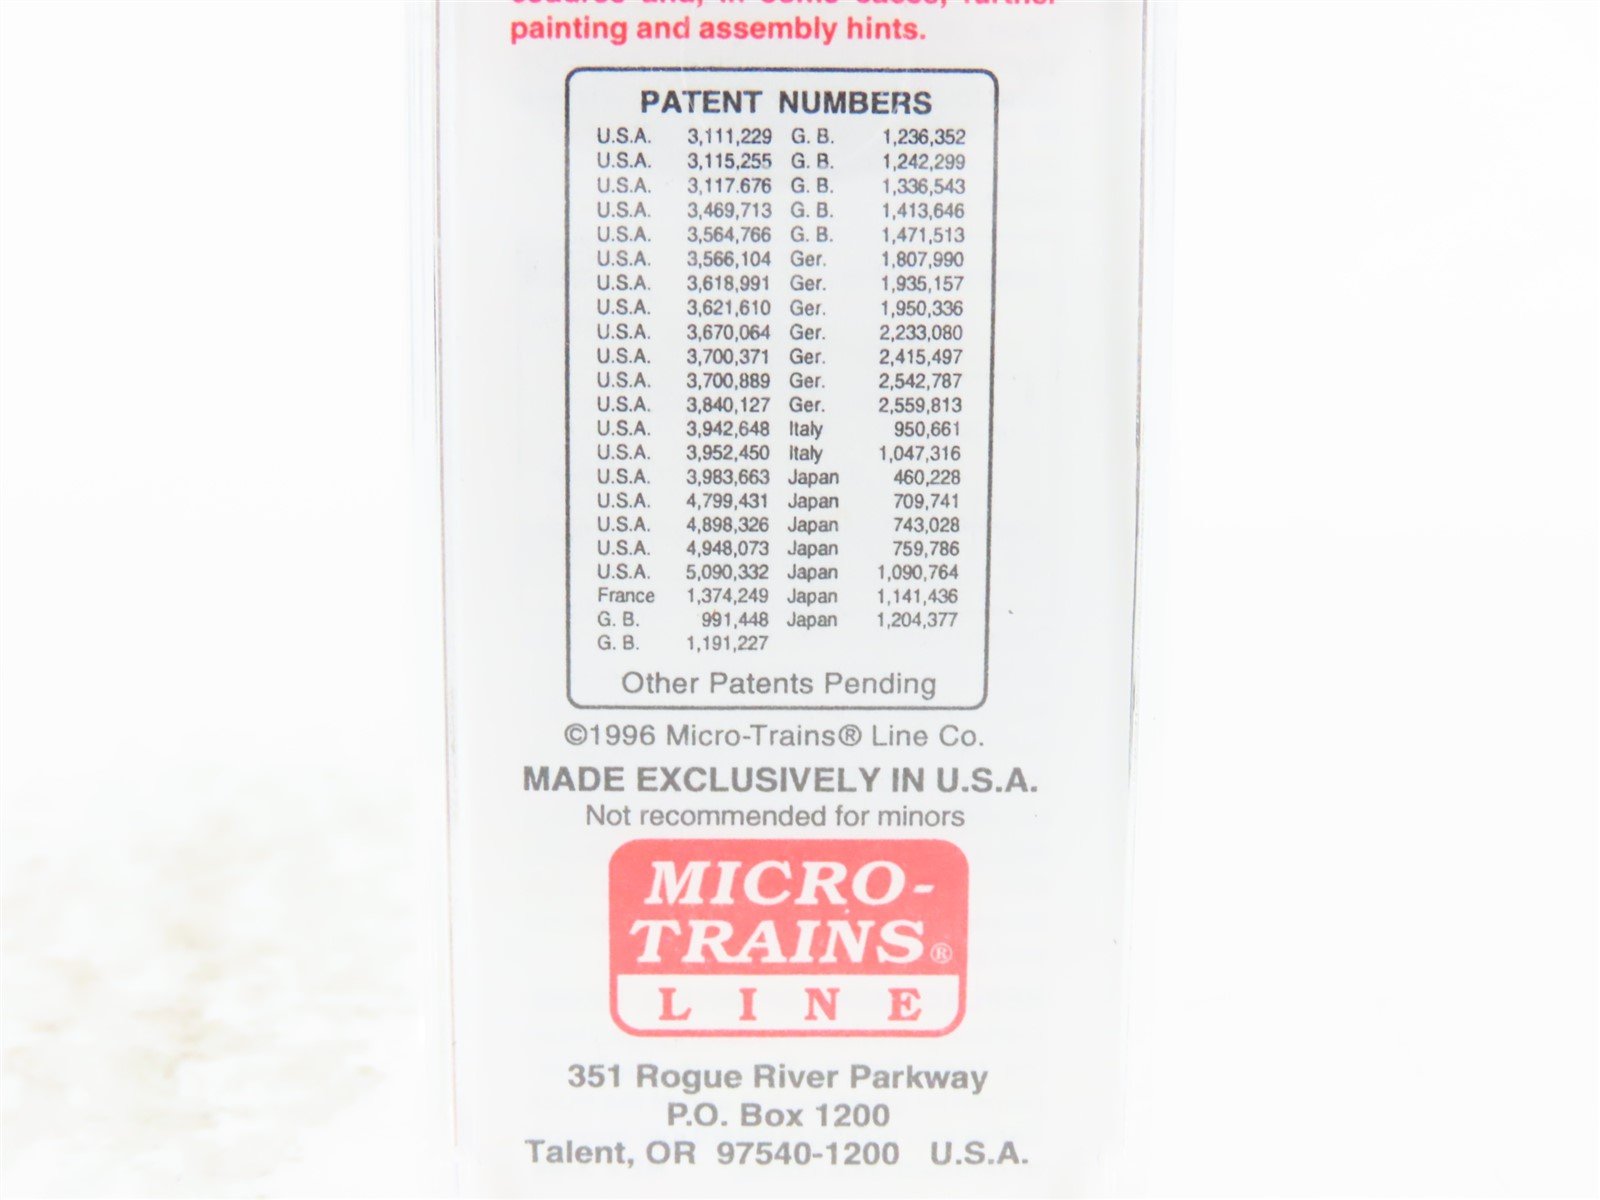 painting and assembly hints.
PATENT NUMBERS
U.S.A. 3,111,229 G. B. 1,236,352
U.S.A. 3,115,255 G. B. 1,242,299
U.S.A. 3,117.676 G. B. 1,336,543
U.S.A. 3,469,713 G. B. 1,413,646
U.S.A. 3,564,766 G. B. 1,471,513
U.S.A. 3,566,104 Ger. 1,807,990
U.S.A. 3,618,991 Ger. 1,935,157
U.S.A. 3,621,610 Ger. 1,950,336
U.S.A. 3,670,064 Ger. 2,233,080
U.S.A. 3,700,371 Ger. 2,415,497
U.S.A. 3,700,889 Ger. 2,542,787
U.S.A. 3,840,127 Ger. 2,559,813
U.S.A. 3,942,648 Italy 950,661
U.S.A. 3,952,450 Italy 1,047,316
U.S.A. 3,983,663 Japan 460,228
U.S.A. 4,799,431 Japan 709,741
U.S.A. 4,898,326 Japan 743,028
U.S.A. 4,948,073 Japan 759,786
U.S.A. 5,090,332 Japan 1,090,764
France 1,374,249 Japan 1,141,436
G. B. 991,448 Japan 1,204,377
G. B. 1,191,227
Other Patents Pending
©1996 Micro-Trains® Line Co.
MADE EXCLUSIVELY IN U.S.A.
Not recommended for minors
MICRO-
TRAINS®
LINE
351 Rogue River Parkway
P.O. Box 1200
Talent, OR 97540-1200 U.S.A.